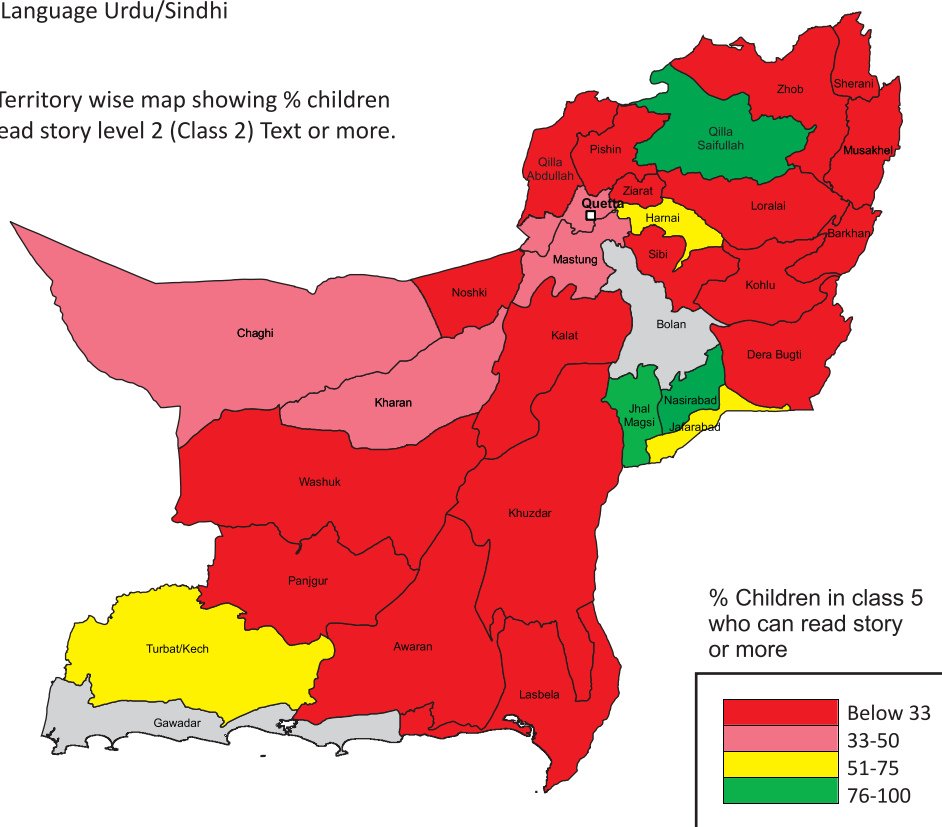 Language Urdu/Sindhi
Territory wise map showing % children
ead story level 2 (Class 2) Text or more.
Zhob
Sherani
Qilla
Saifullah
Musakhel
Pishin
Qilla
Abdullah
Ziarat
Quetta
Harnai
Loralai
Barkhan
Sibi
Mastung
Kohlu
Noshki
Bolan
Chaghi
Kalat
Dera Bugti
Kharan
Nasirabad
Jhal
Magsi
Jafarabad
Washuk
Khuzdar
Panjgur
Turbat/Kech
Awaran
Lasbela
Gawadar
% Children in class 5
who can read story
or more
Below 33
33-50
51-75
76-100